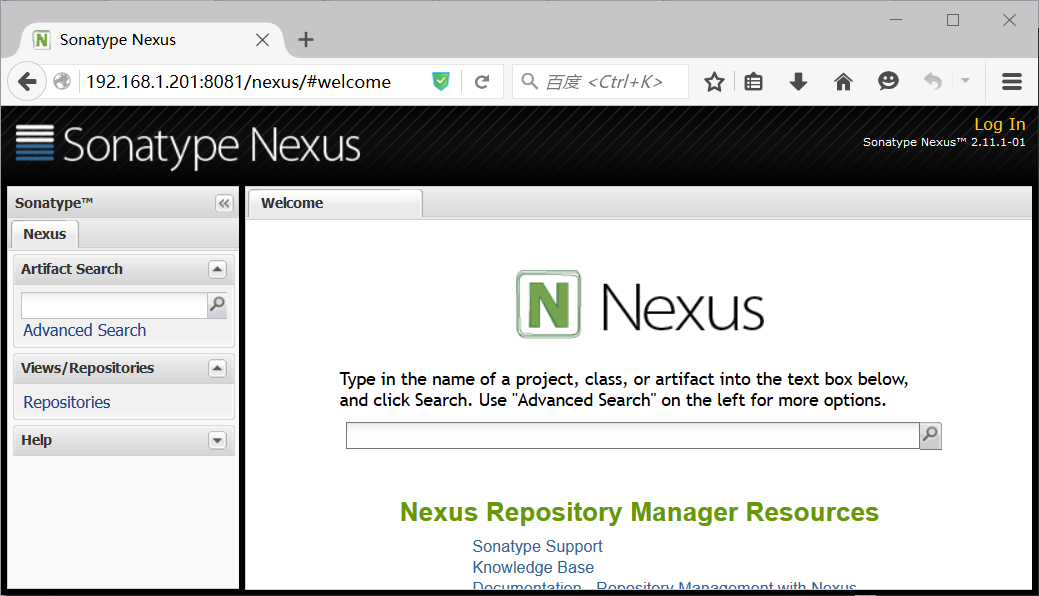 N Sonatype Nexus
192.168.1.201:8081/nexus/#welcome
百度 <Ctrl+K>
Sonatype Nexus
Log In
Sonatype Nexus™ 2.11.1-01
Sonatype™
Nexus
Artifact Search
Advanced Search
Views/Repositories
Repositories
Help
Welcome
N Nexus
Type in the name of a project, class, or artifact into the text box below,
and click Search. Use "Advanced Search" on the left for more options.
Nexus Repository Manager Resources
Sonatype Support
Knowledge Base
Documentation - Repository Management with Nexus